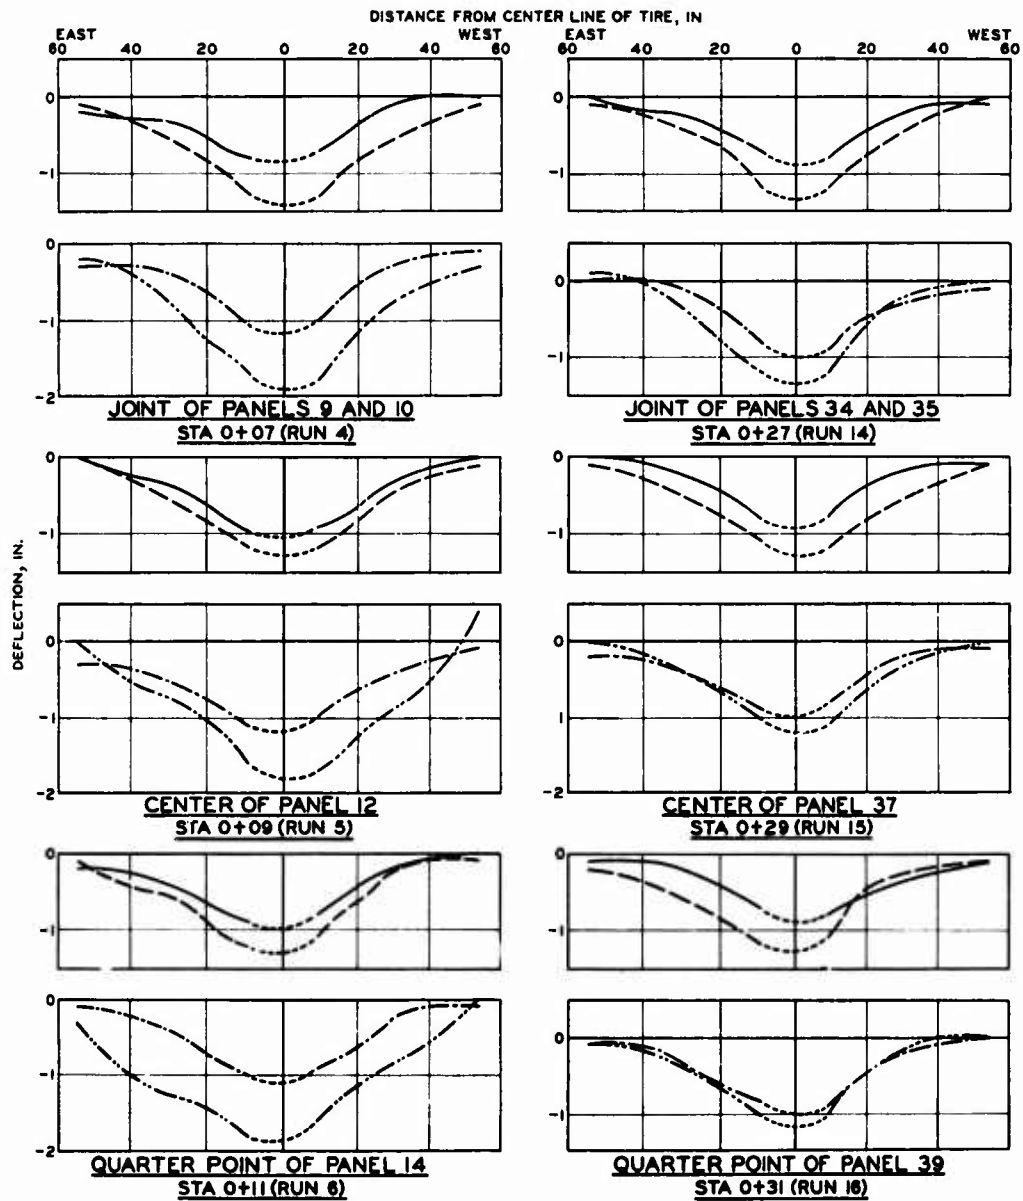 DISTANCE FROM CENTER LINE OF TIRE, IN
EAST WEST EAST WEST
60 40 20 0 20 40 60 60 40 20 0 20 40 60
0
-1
0
-1
0
-1
-2
0
-1
JOINT OF PANELS 9 AND 10
STA 0+07 (RUN 4)
JOINT OF PANELS 34 AND 35
STA 0+27 (RUN 14)
DEFLECTION, IN.
0
-1
0
-1
0
-1
-2
0
-1
-2
CENTER OF PANEL 12
STA 0+09 (RUN 5)
CENTER OF PANEL 37
STA 0+29 (RUN 15)
0
-1
0
-1
0
-1
-2
0
-1
QUARTER POINT OF PANEL 14
STA 0+11 (RUN 6)
QUARTER POINT OF PANEL 39
STA 0+31 (RUN 16)